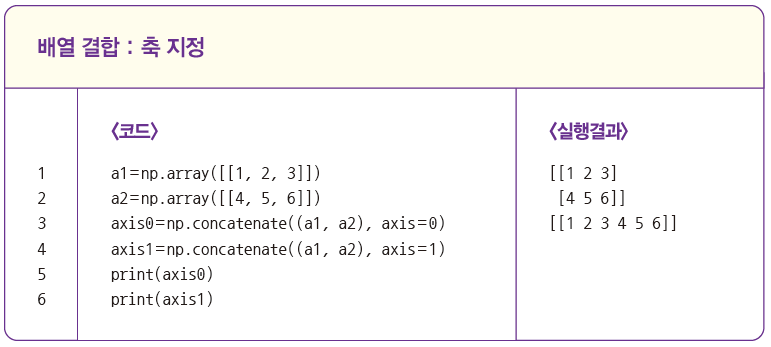 배열 결합 : 축 지정
<코드>
<실행결과>
1 a1=np.array([[1, 2, 3]])
2 a2=np.array([[4, 5, 6]])
3 axis0=np.concatenate((a1, a2), axis=0)
4 axis1=np.concatenate((a1, a2), axis=1)
5 print(axis0)
6 print(axis1)
[[1 2 3]
[4 5 6]]
[[1 2 3 4 5 6]]